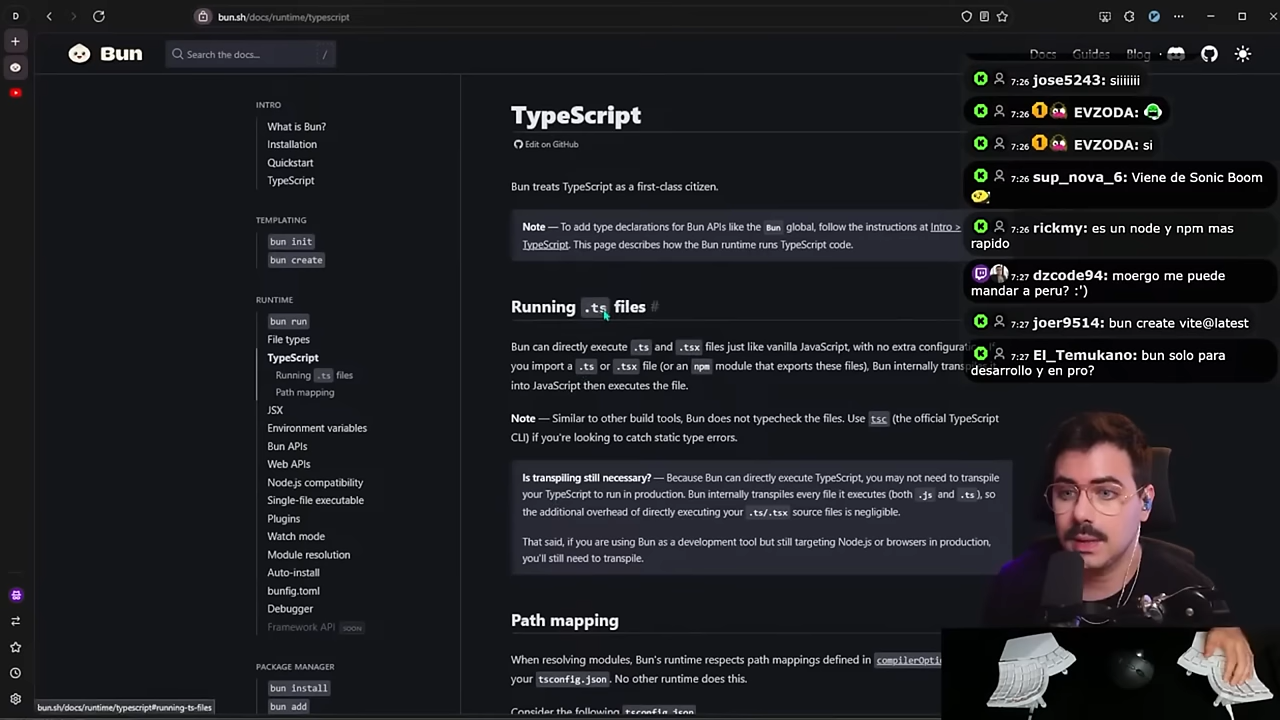 D
bun.sh/docs/runtime/typescript
Bun
Search the docs...
/
Docs
Guides
Blog
INTRO
What is Bun?
Installation
Quickstart
TypeScript
TEMPLATING
bun init
bun create
RUNTIME
bun run
File types
TypeScript
Running .ts files
Path mapping
JSX
Environment variables
Bun APIs
Web APIs
Node.js compatibility
Single-file executable
Plugins
Watch mode
Module resolution
Auto-install
bunfig.toml
Debugger
Framework API SOON
PACKAGE MANAGER
bun install
bun add
bun.sh/docs/runtime/typescript#running-ts-files
TypeScript
Edit on GitHub
Bun treats TypeScript as a first-class citizen.
Note — To add type declarations for Bun APIs like the Bun global, follow the instructions at Intro >
TypeScript. This page describes how the Bun runtime runs TypeScript code.
Running .ts files #
Bun can directly execute .ts and .tsx files just like vanilla JavaScript, with no extra
you import a .ts or .tsx file (or an npm module that exports these files), Bun internally
into JavaScript then executes the file.
Note — Similar to other build tools, Bun does not typecheck the files. Use tsc (the official TypeScript
CLI) if you're looking to catch static type errors.
Is transpiling still necessary? — Because Bun can directly execute TypeScript, you may not need to transpile
your TypeScript to run in production. Bun internally transpiles every file it executes (both .js and .ts), so
the additional overhead of directly executing your .ts/.tsx source files is negligible.
That said, if you are using Bun as a development tool but still targeting Node.js or browsers in production,
you'll still need to transpile.
Path mapping
When resolving modules, Bun's runtime respects path mappings defined in
your tsconfig.json. No other runtime does this.
Consider the following tsconfig.json
7:26 jose5243: siiiiiii
7:26 1 EVZODA:
7:26 1 EVZODA: si
7:26 sup_nova_6: Viene de Sonic Boom
7:26 rickmy: es un node y npm mas
rapido
7:27 dzcode94: moergo me puede
mandar a peru? :')
7:27 joer9514: bun create vite@latest
7:27 El_Temukano: bun solo para
desarrollo y en pro?